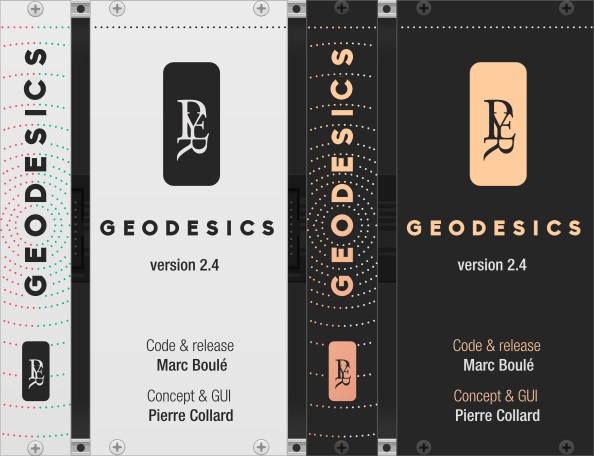 GEODESICS
GEODESICS
version 2.4
Code & release
Marc Boulé
Concept & GUI
Pierre Collard
GEODESICS
GEODESICS
version 2.4
Code & release
Marc Boulé
Concept & GUI
Pierre Collard